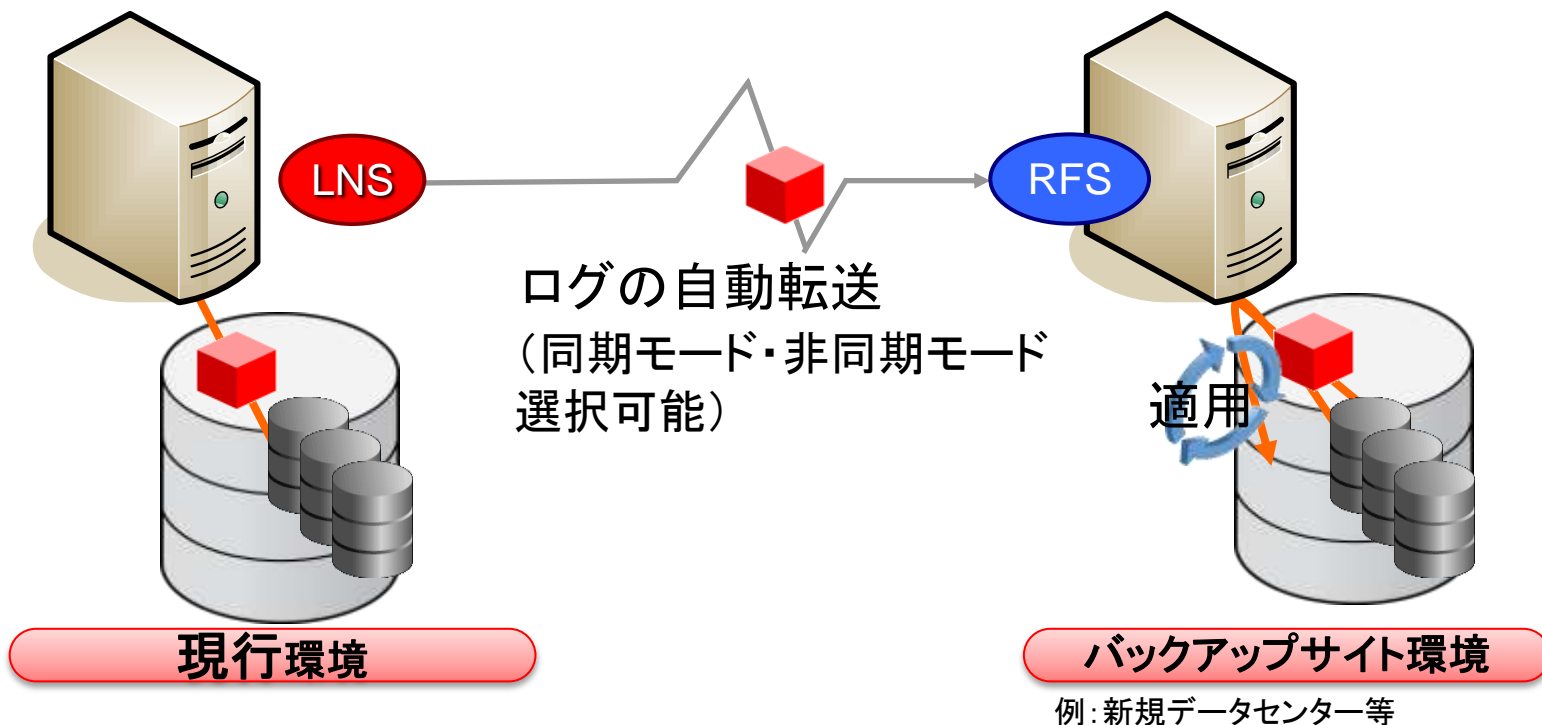 LNS
RFS
ログの自動転送
（同期モード・非同期モード
選択可能）
適用
現行環境
バックアップサイト環境
例：新規データセンター等